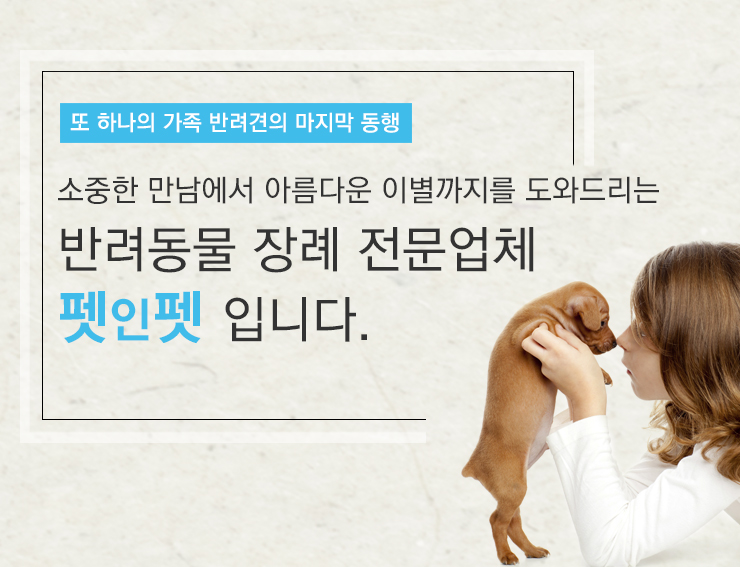 또 하나의 가족 반려견의 마지막 동행
소중한 만남에서 아름다운 이별까지를 도와드리는
반려동물 장례 전문업체
펫인펫 입니다.